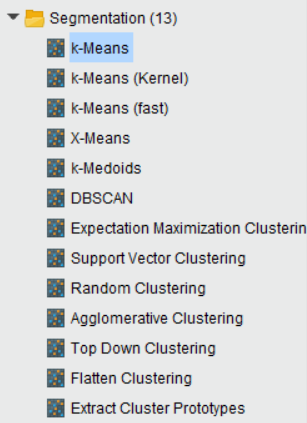 Segmentation (13)
k-Means
k-Means (Kernel)
k-Means (fast)
X-Means
k-Medoids
DBSCAN
Expectation Maximization Clusterin
Support Vector Clustering
Random Clustering
Agglomerative Clustering
Top Down Clustering
Flatten Clustering
Extract Cluster Prototypes